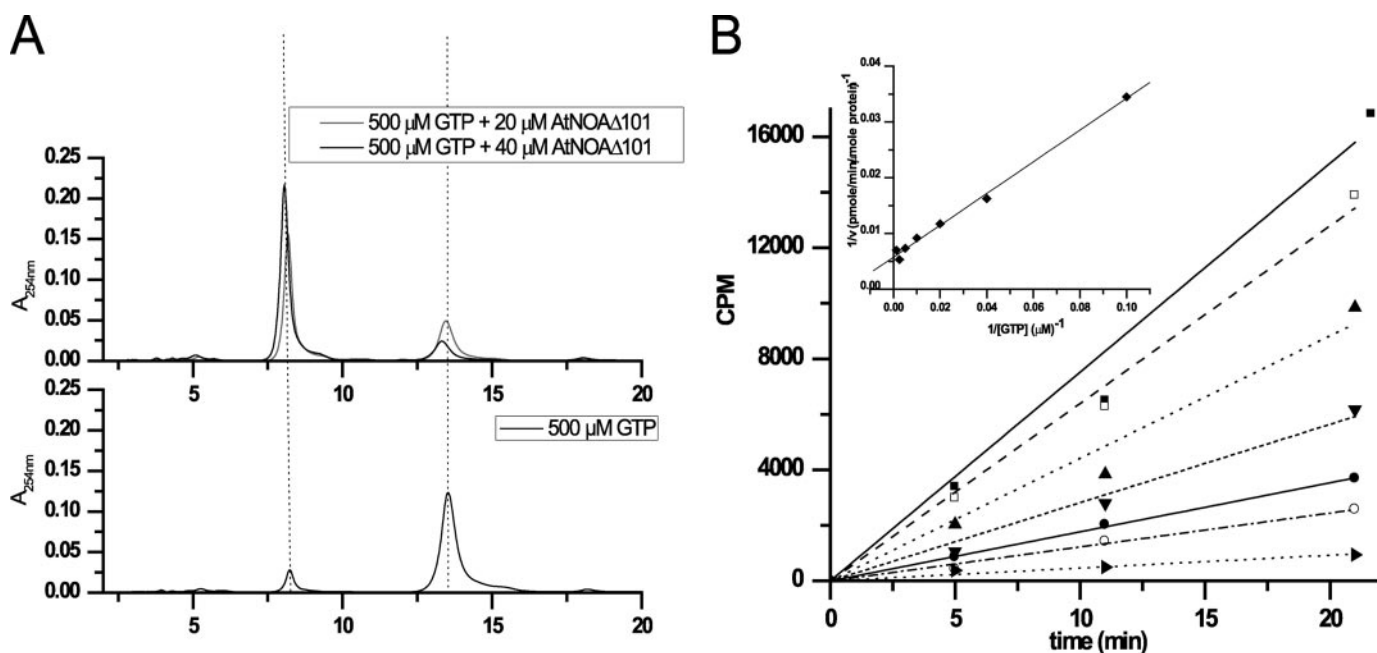 A
500 μM GTP + 20 μM AtNOAΔ101
500 μM GTP + 40 μM AtNOAΔ101
A254nm
0.25
0.20
0.15
0.10
0.05
0.00
5 10 15 20
500 μM GTP
A254nm
0.25
0.20
0.15
0.10
0.05
0.00
5 10 15 20
B
CPM
16000
12000
8000
4000
0
0 5 10 15 20
time (min)
1/v (pmole/min/μmole protein)-1
0.04
0.03
0.02
0.01
0.00
0.00 0.02 0.04 0.06 0.08 0.10
1/[GTP] (μM)-1